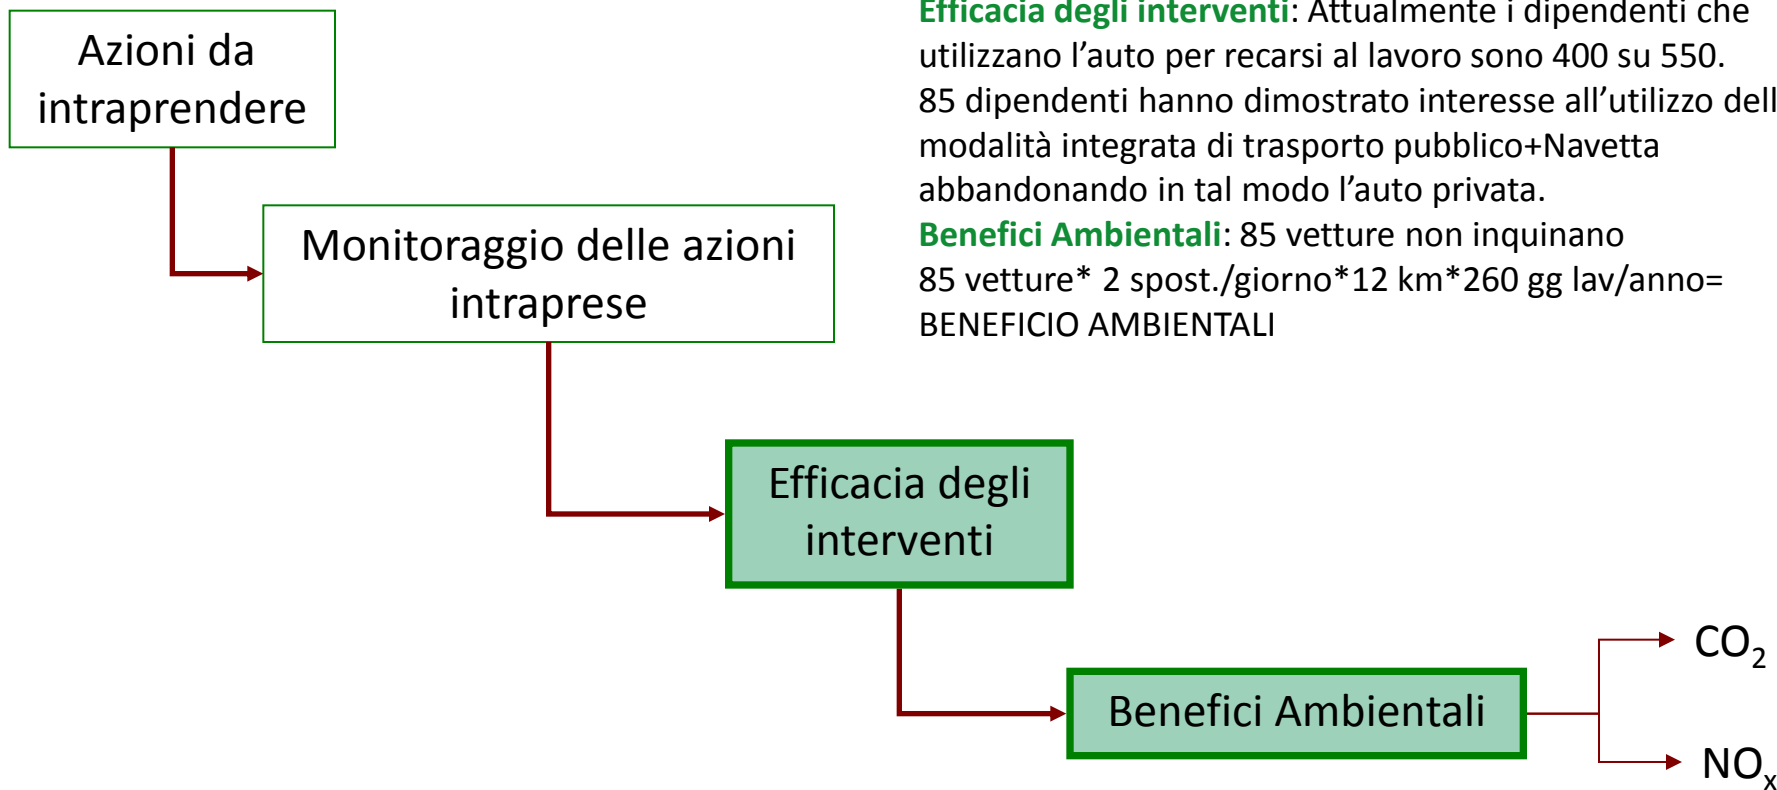 Azioni da
intraprendere
Efficacia degli interventi: Attualmente i dipendenti che
utilizzano l’auto per recarsi al lavoro sono 400 su 550.
85 dipendenti hanno dimostrato interesse all’utilizzo dell
modalità integrata di trasporto pubblico+Navetta
abbandonando in tal modo l’auto privata.
Benefici Ambientali: 85 vetture non inquinano
85 vetture* 2 spost./giorno*12 km*260 gg lav/anno=
BENEFICIO AMBIENTALI
Monitoraggio delle azioni
intraprese
Efficacia degli
interventi
Benefici Ambientali
CO₂
NOₓ